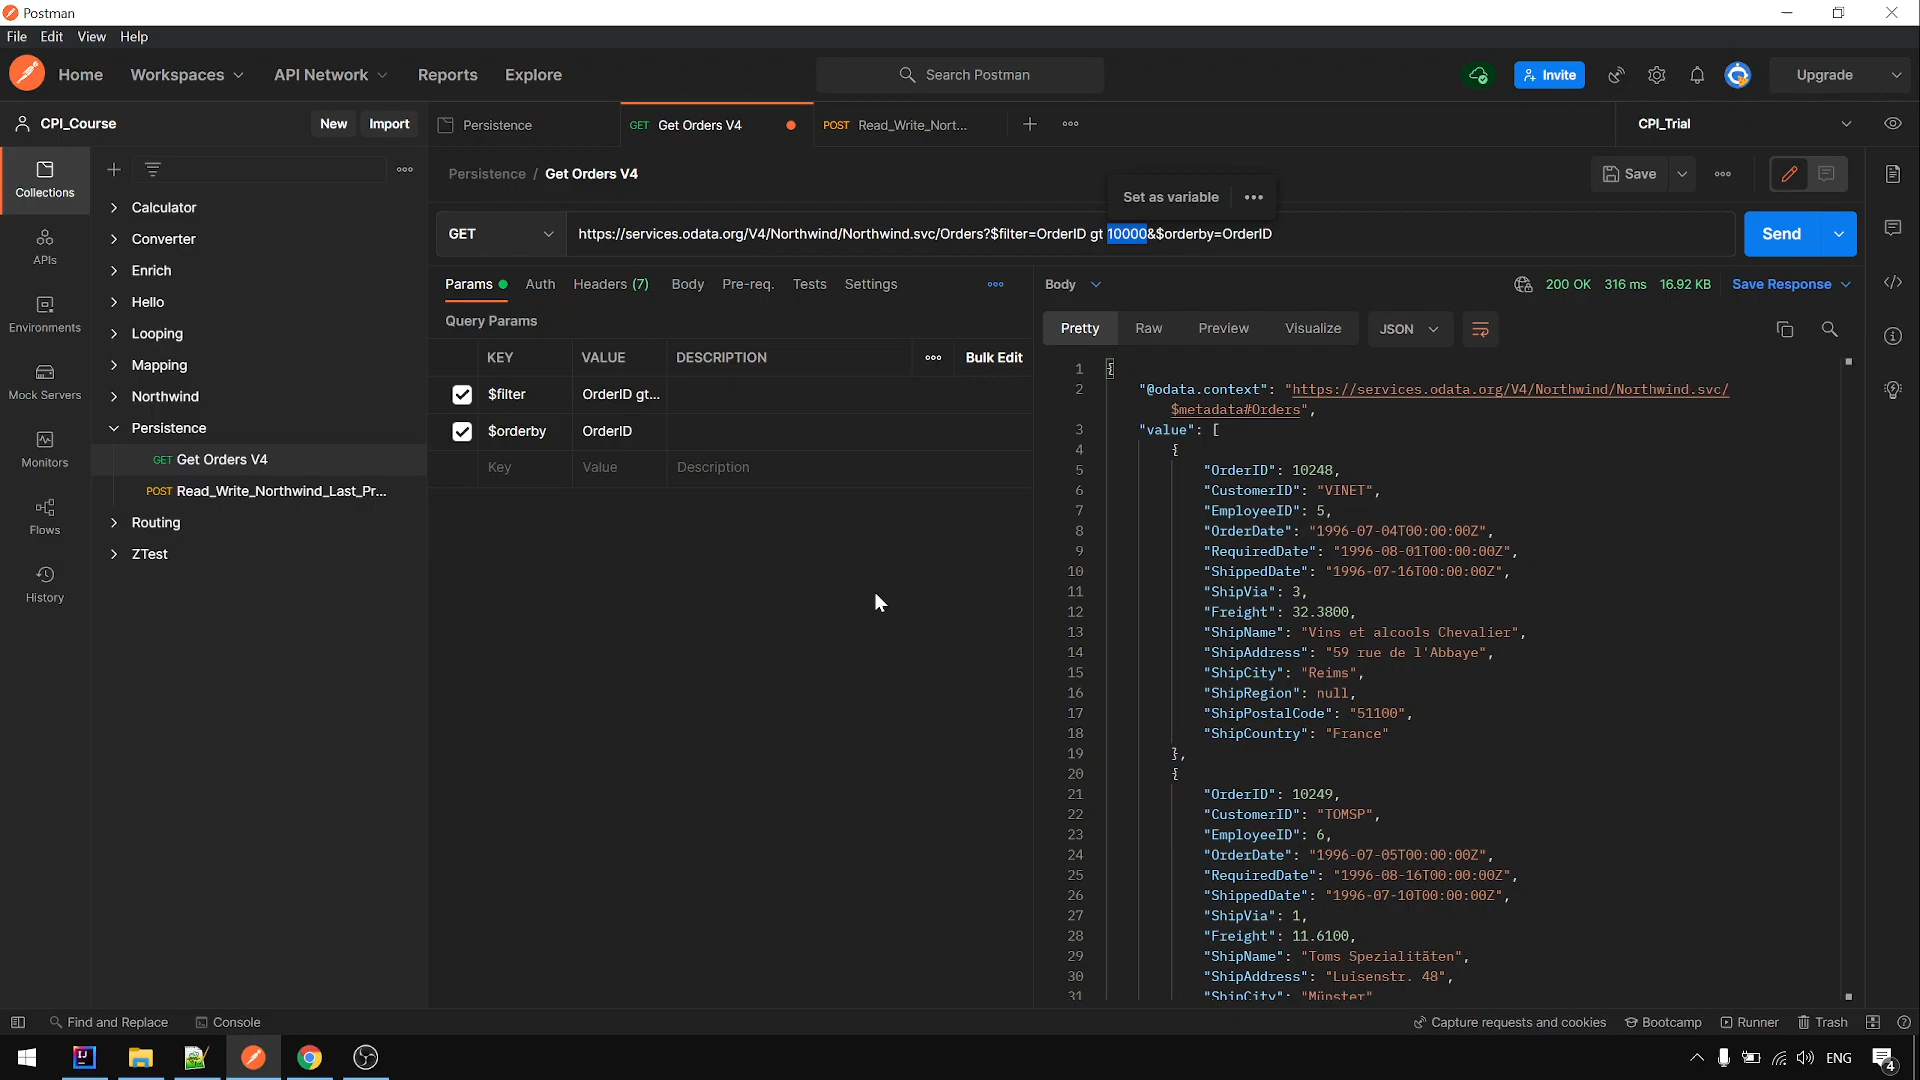 Postman
File Edit View Help
Home Workspaces API Network Reports Explore Search Postman Invite Upgrade
CPI_Course New Import Persistence GET Get Orders V4 POST Read_Write_Nort... CPI_Trial
Persistence / Get Orders V4 Save
Set as variable
GET https://services.odata.org/V4/Northwind/Northwind.svc/Orders?$filter=OrderID gt 10000&$orderby=OrderID Send
Collections
APIs
Environments
Mock Servers
Monitors
Flows
History
Calculator
Converter
Enrich
Hello
Looping
Mapping
Northwind
Persistence
GET Get Orders V4
POST Read_Write_Northwind_Last_Pr...
Routing
ZTest
Params Auth Headers (7) Body Pre-req. Tests Settings
Query Params
KEY VALUE DESCRIPTION Bulk Edit
$filter OrderID gt...
$orderby OrderID
Key Value Description
Body 200 OK 316 ms 16.92 KB Save Response
Pretty Raw Preview Visualize JSON
1 {
2 "@odata.context": "https://services.odata.org/V4/Northwind/Northwind.svc/
$metadata#Orders",
3 "value": [
4 {
5 "OrderID": 10248,
6 "CustomerID": "VINET",
7 "EmployeeID": 5,
8 "OrderDate": "1996-07-04T00:00:00Z",
9 "RequiredDate": "1996-08-01T00:00:00Z",
10 "ShippedDate": "1996-07-16T00:00:00Z",
11 "ShipVia": 3,
12 "Freight": 32.3800,
13 "ShipName": "Vins et alcools Chevalier",
14 "ShipAddress": "59 rue de l'Abbaye",
15 "ShipCity": "Reims",
16 "ShipRegion": null,
17 "ShipPostalCode": "51100",
18 "ShipCountry": "France"
19 },
20 {
21 "OrderID": 10249,
22 "CustomerID": "TOMSP",
23 "EmployeeID": 6,
24 "OrderDate": "1996-07-05T00:00:00Z",
25 "RequiredDate": "1996-08-16T00:00:00Z",
26 "ShippedDate": "1996-07-10T00:00:00Z",
27 "ShipVia": 1,
28 "Freight": 11.6100,
29 "ShipName": "Toms Spezialitäten",
30 "ShipAddress": "Luisenstr. 48",
31 "ShipCity": "Münster"
Find and Replace Console Capture requests and cookies Bootcamp Runner Trash
ENG 4